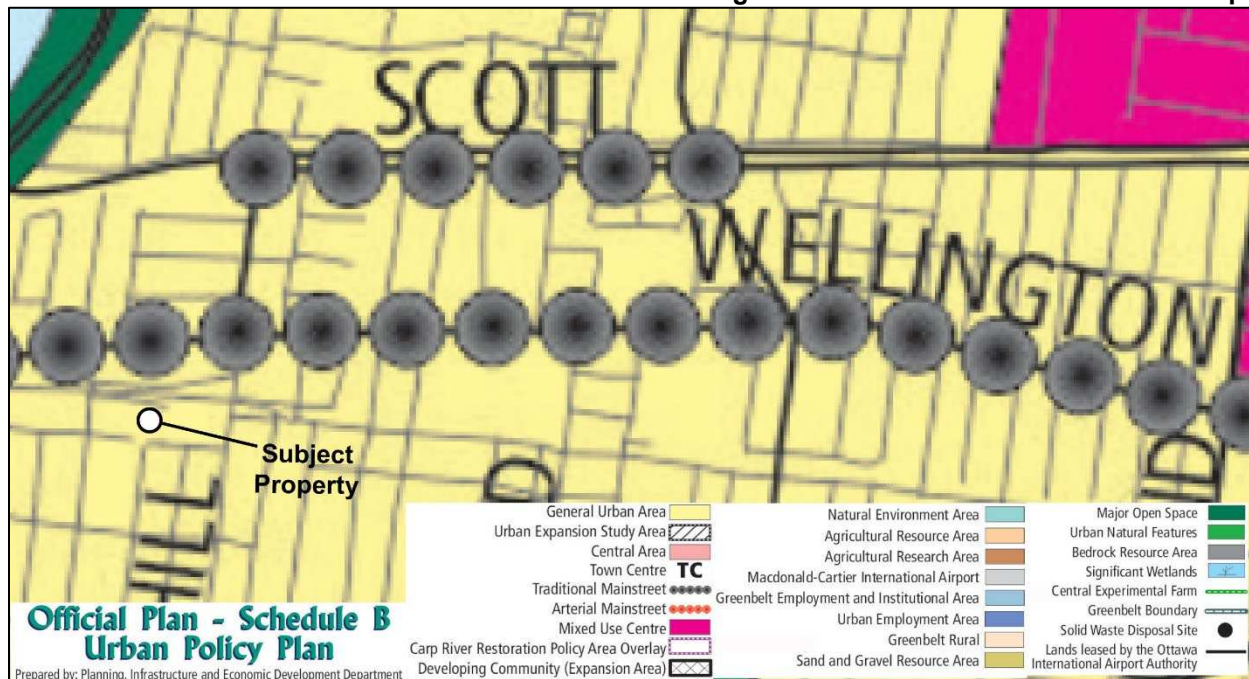 SCOTT
WELLINGTON
Subject
Property
HILL
General Urban Area
Urban Expansion Study Area
Central Area
Town Centre TC
Traditional Mainstreet
Arterial Mainstreet
Mixed Use Centre
Carp River Restoration Policy Area Overlay
Developing Community (Expansion Area)
Natural Environment Area
Agricultural Resource Area
Agricultural Research Area
Macdonald-Cartier International Airport
Greenbelt Employment and Institutional Area
Urban Employment Area
Greenbelt Rural
Sand and Gravel Resource Area
Major Open Space
Urban Natural Features
Bedrock Resource Area
Significant Wetlands
Central Experimental Farm
Greenbelt Boundary
Solid Waste Disposal Site
Lands leased by the Ottawa
International Airport Authority
Official Plan - Schedule B
Urban Policy Plan
Prepared by: Planning, Infrastructure and Economic Development Department